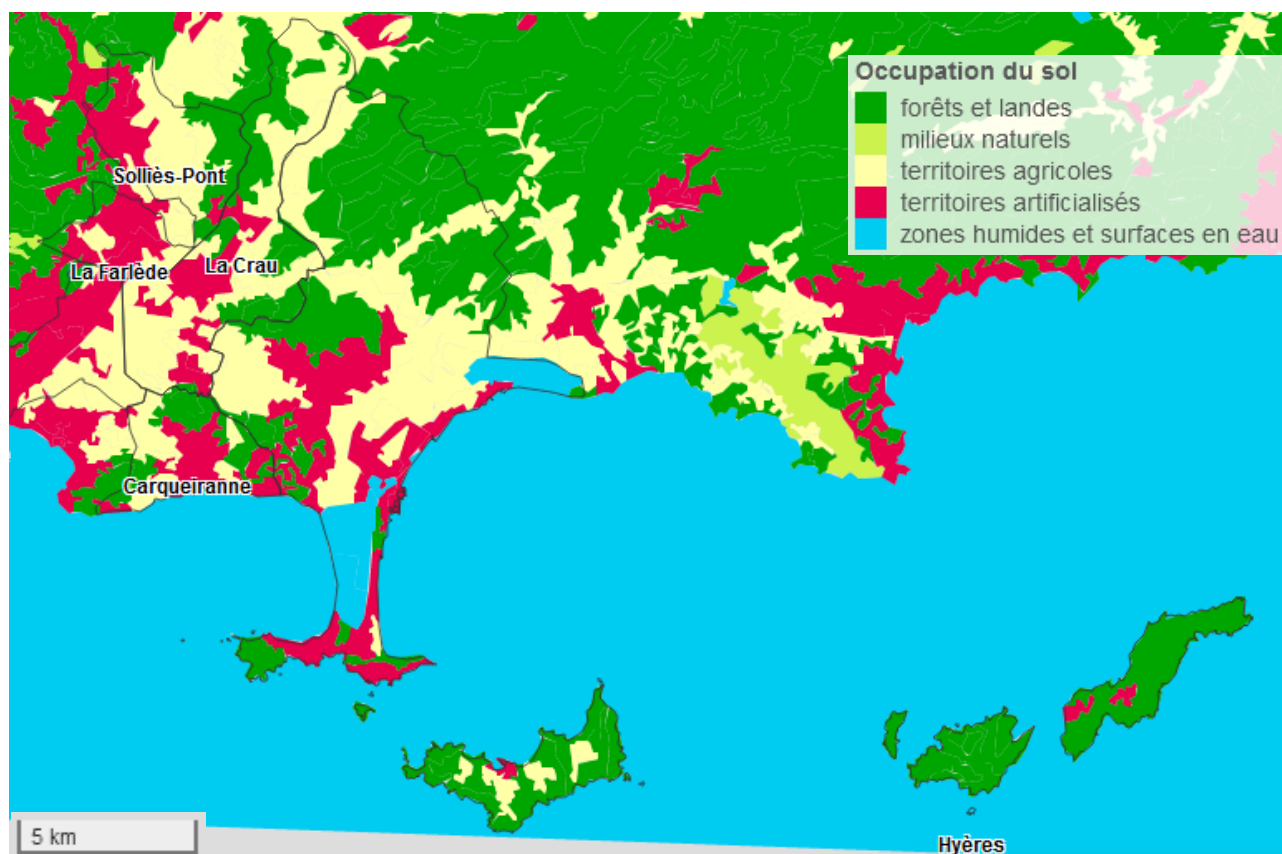 Occupation du sol
forêts et landes
milieux naturels
territoires agricoles
territoires artificialisés
zones humides et surfaces en eau
Solliès-Pont
La Farlède
La Crau
Carqueiranne
5 km
Hyères